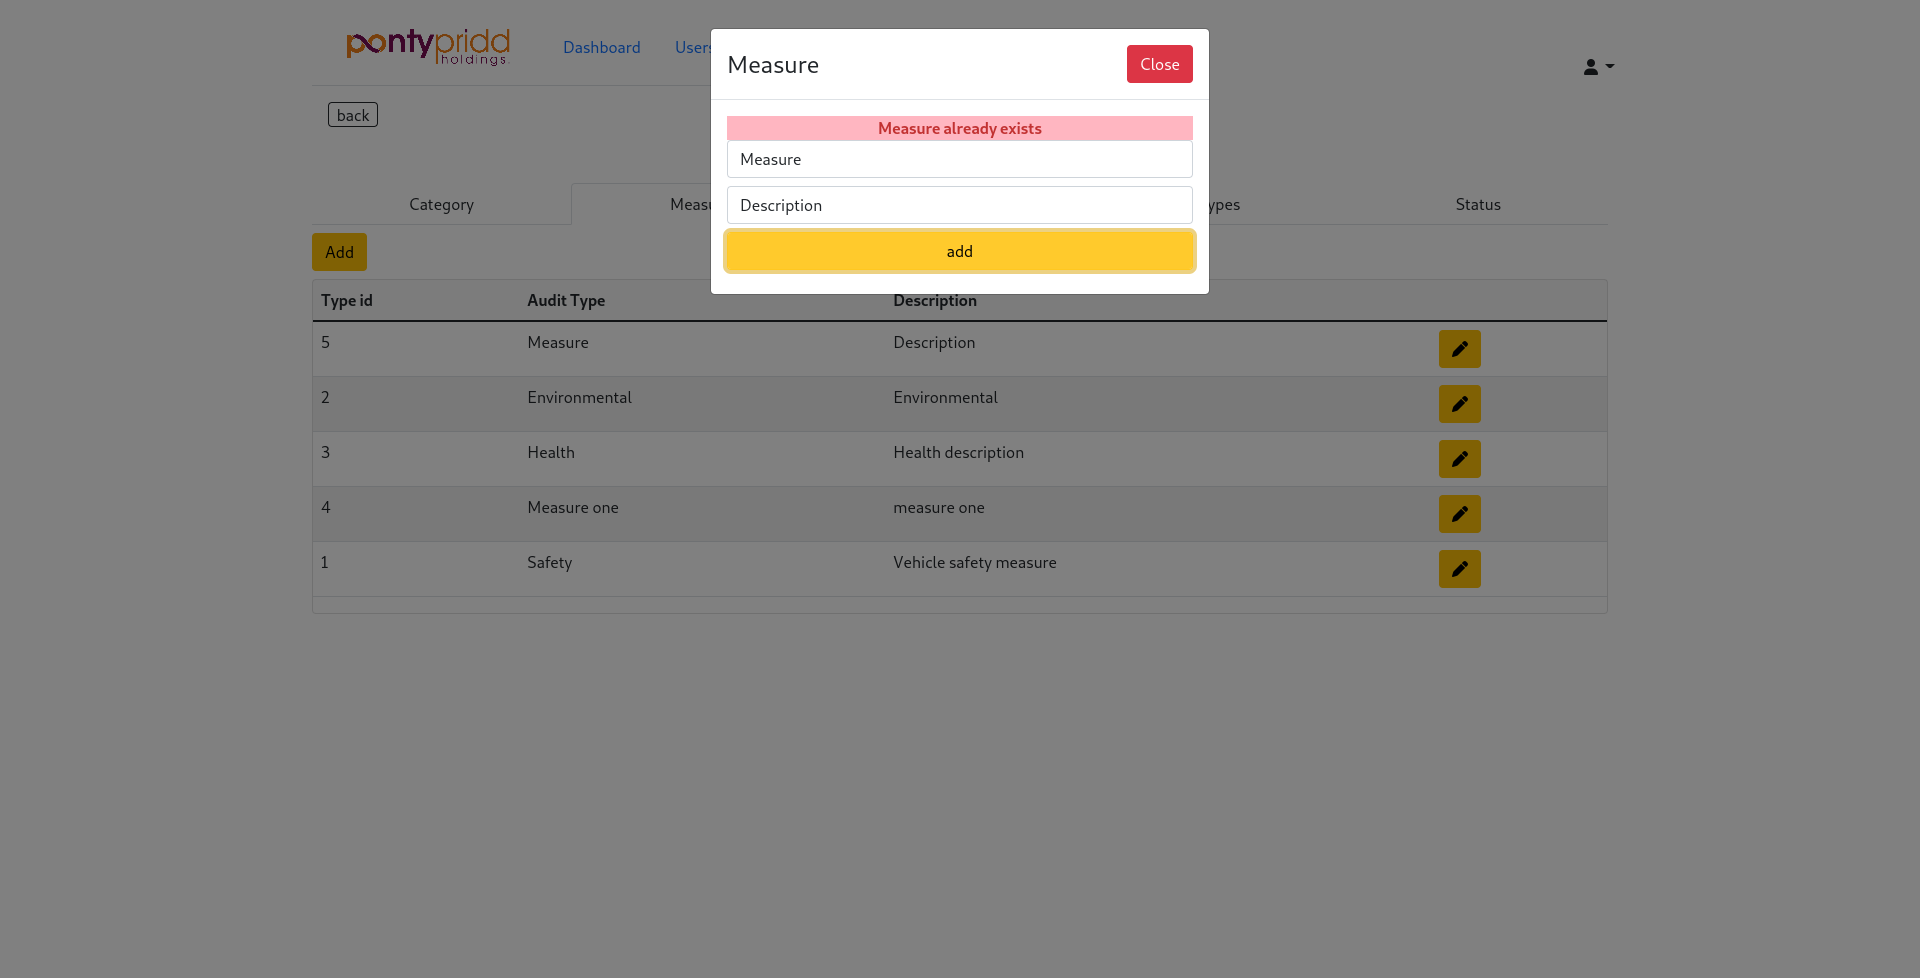 pontypridd
holdings
Dashboard
Users
back
Measure
Close
Measure already exists
Measure
Description
add
Category
Status
Add
Type id Audit Type Description
5 Measure Description
2 Environmental Environmental
3 Health Health description
4 Measure one measure one
1 Safety Vehicle safety measure